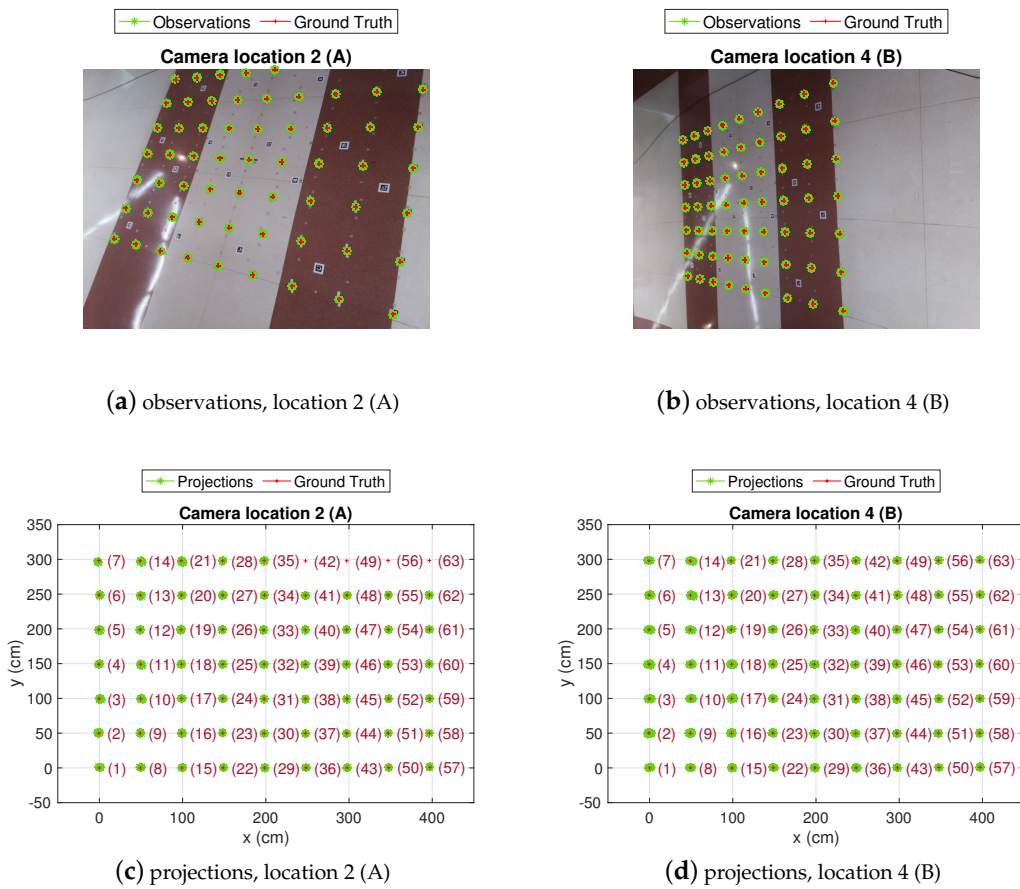 Observations Ground Truth
Camera location 2 (A)
(a) observations, location 2 (A)
Observations Ground Truth
Camera location 4 (B)
(b) observations, location 4 (B)
Projections Ground Truth
Camera location 2 (A)
350
300 (7) (14) (21) (28) (35) (42) (49) (56) (63)
250 (6) (13) (20) (27) (34) (41) (48) (55) (62)
200 (5) (12) (19) (26) (33) (40) (47) (54) (61)
150 (4) (11) (18) (25) (32) (39) (46) (53) (60)
100 (3) (10) (17) (24) (31) (38) (45) (52) (59)
50 (2) (9) (16) (23) (30) (37) (44) (51) (58)
0 (1) (8) (15) (22) (29) (36) (43) (50) (57)
-50
y (cm)
0 100 200 300 400
x (cm)
(c) projections, location 2 (A)
Projections Ground Truth
Camera location 4 (B)
350
300 (7) (14) (21) (28) (35) (42) (49) (56) (63)
250 (6) (13) (20) (27) (34) (41) (48) (55) (62)
200 (5) (12) (19) (26) (33) (40) (47) (54) (61)
150 (4) (11) (18) (25) (32) (39) (46) (53) (60)
100 (3) (10) (17) (24) (31) (38) (45) (52) (59)
50 (2) (9) (16) (23) (30) (37) (44) (51) (58)
0 (1) (8) (15) (22) (29) (36) (43) (50) (57)
-50
y (cm)
0 100 200 300 400
x (cm)
(d) projections, location 4 (B)